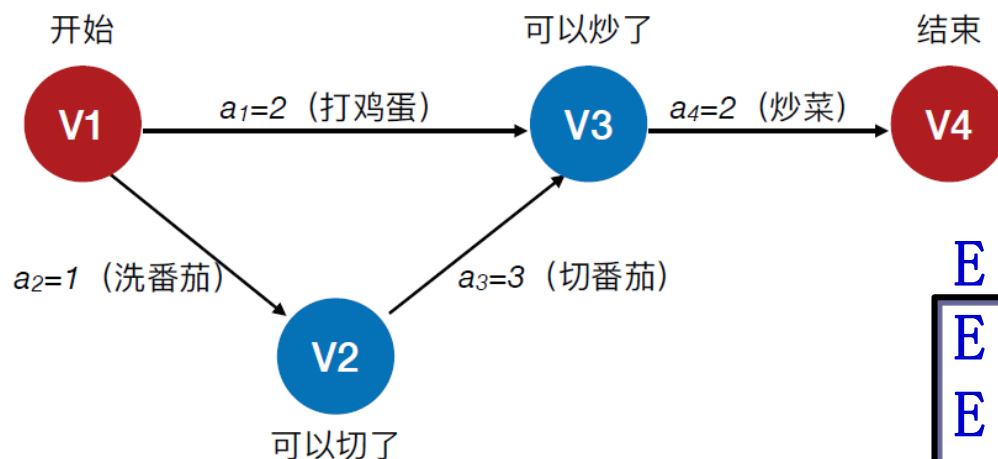 开始 可以炒了 结束
a₁=2（打鸡蛋） a₄=2（炒菜）
V1 V3 V4
a₂=1（洗番茄） a₃=3（切番茄）
E
E
V2
E
可以切了